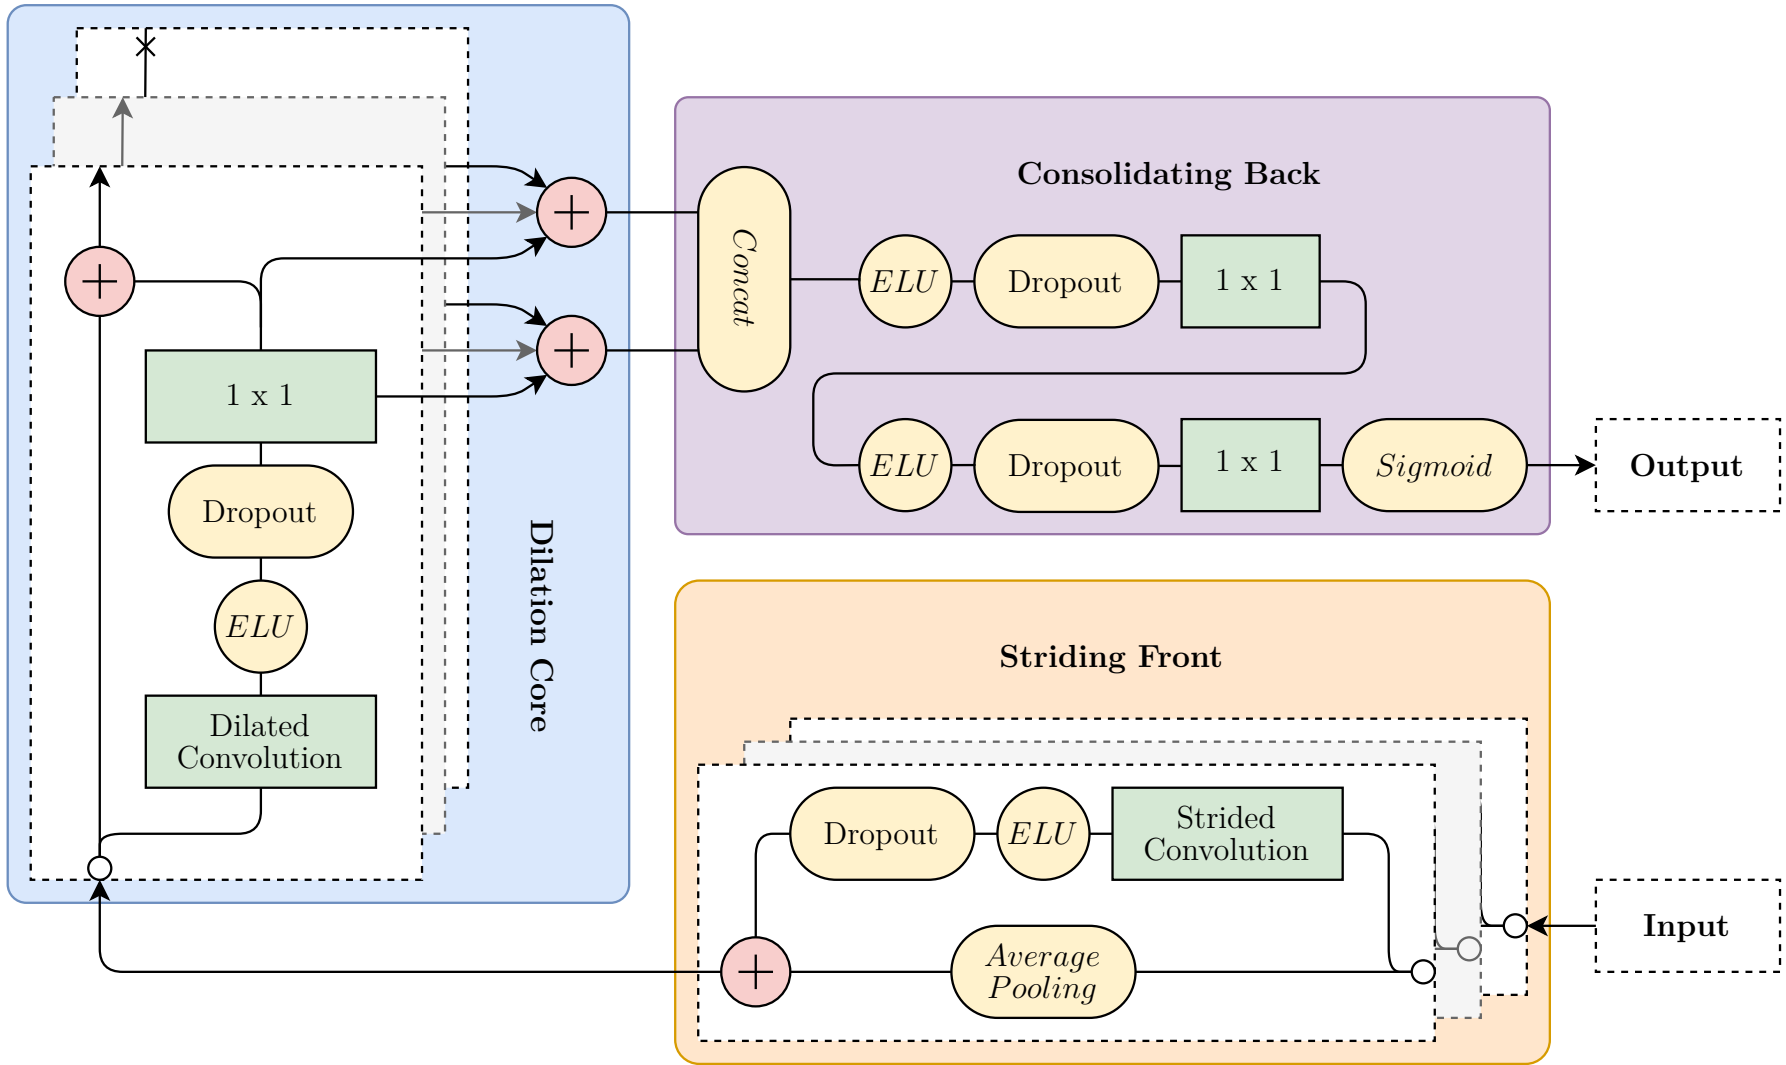 Consolidating Back
Concat
ELU
Dropout
1 x 1
1 x 1
Dropout
ELU
Dilated
Convolution
Dilation Core
ELU
Dropout
1 x 1
Sigmoid
Output
Striding Front
Dropout
ELU
Strided
Convolution
Average
Pooling
Input